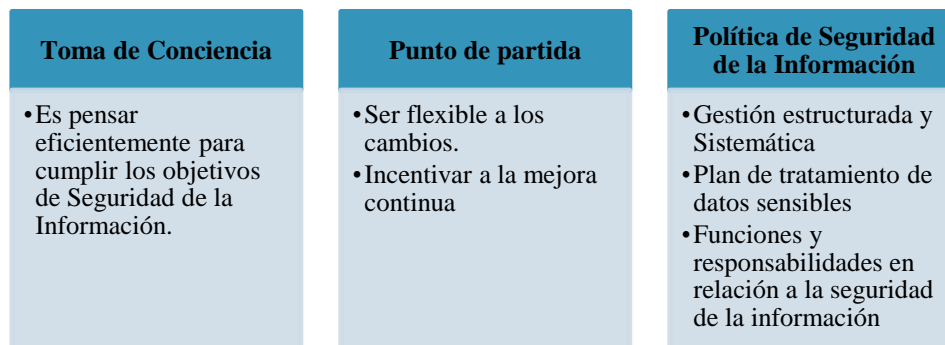 Toma de Conciencia
•Es pensar
eficientemente para
cumplir los objetivos
de Seguridad de la
Información.
Punto de partida
•Ser flexible a los
cambios.
•Incentivar a la mejora
continua
Política de Seguridad
de la Información
•Gestión estructurada y
Sistemática
•Plan de tratamiento de
datos sensibles
•Funciones y
responsabilidades en
relación a la seguridad
de la información